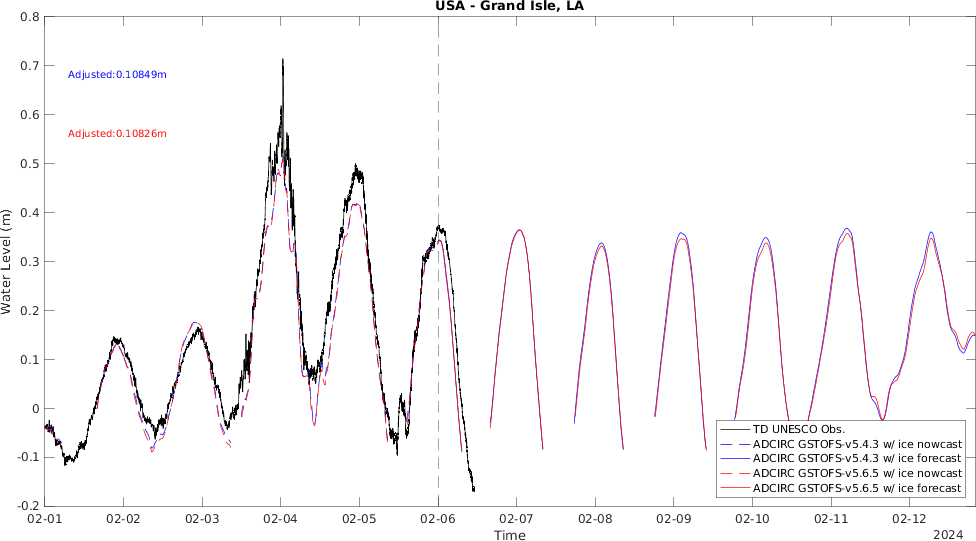 USA - Grand Isle, LA
0.8
0.7
0.6
0.5
0.4
0.3
0.2
0.1
0
-0.1
-0.2
Water Level (m)
Adjusted:0.10849m
Adjusted:0.10826m
TD UNESCO Obs.
ADCIRC GSTOFS-v5.4.3 w/ ice nowcast
ADCIRC GSTOFS-v5.4.3 w/ ice forecast
ADCIRC GSTOFS-v5.6.5 w/ ice nowcast
ADCIRC GSTOFS-v5.6.5 w/ ice forecast
02-01 02-02 02-03 02-04 02-05 02-06 02-07 02-08 02-09 02-10 02-11 02-12
Time
2024